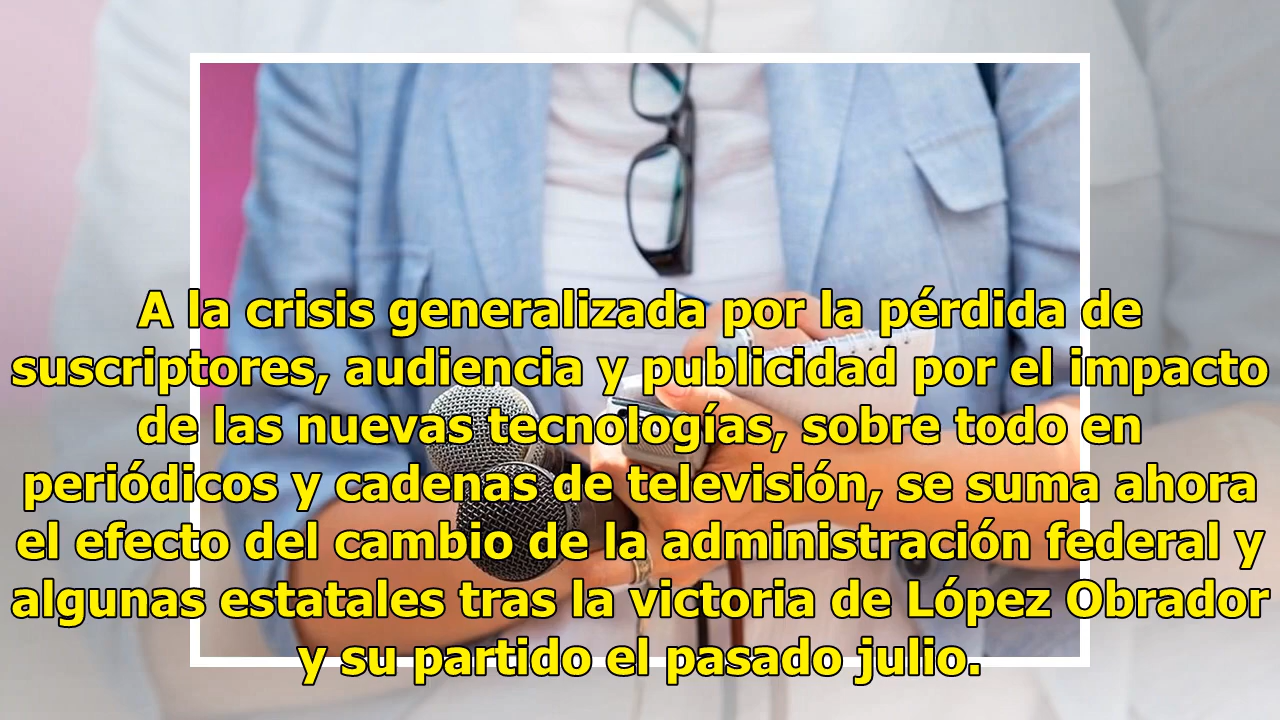 A la crisis generalizada por la pérdida de
suscriptores, audiencia y publicidad por el impacto
de las nuevas tecnologías, sobre todo en
periódicos y cadenas de televisión, se suma ahora
el efecto del cambio de la administración federal y
algunas estatales tras la victoria de López Obrador
y su partido el pasado julio.